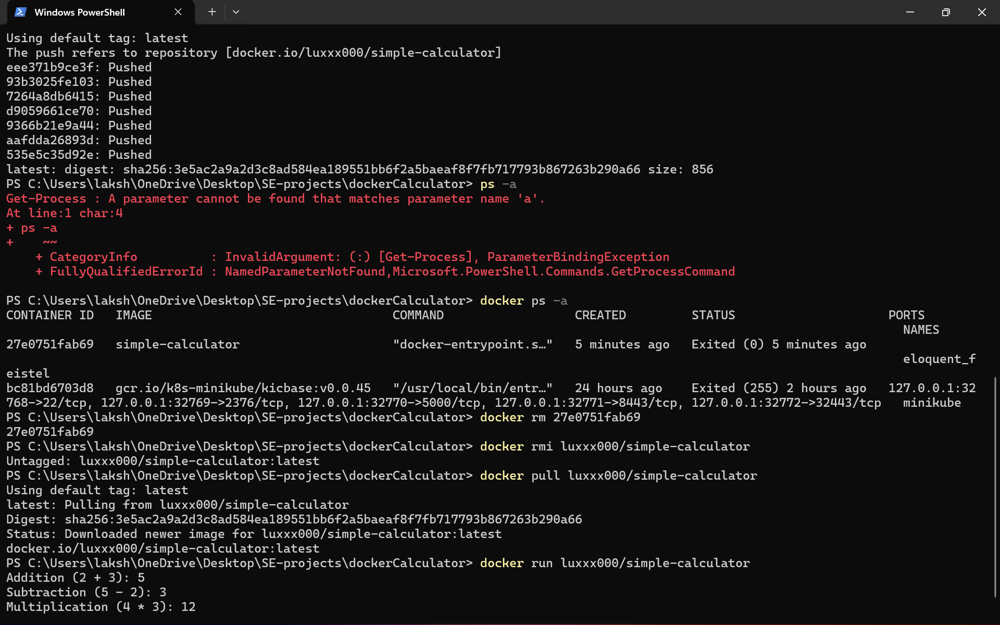 Windows PowerShell
Using default tag: latest
The push refers to repository [docker.io/luxxx000/simple-calculator]
eee371b9ce3f: Pushed
93b3025fe103: Pushed
7264a8db6415: Pushed
d9059661ce70: Pushed
9366b21e9a44: Pushed
aafdda26893d: Pushed
535e5c35d92e: Pushed
latest: digest: sha256:3e5ac2a9a2d3c8ad584ea189551bb6f2a5baeaf8f7fb717793b867263b290a66 size: 856
PS C:\Users\laksh\OneDrive\Desktop\SE-projects\dockerCalculator> ps -a
Get-Process : A parameter cannot be found that matches parameter name 'a'.
At line:1 char:4
+ ps -a
+    ~~
    + CategoryInfo          : InvalidArgument: (:) [Get-Process], ParameterBindingException
    + FullyQualifiedErrorId : NamedParameterNotFound,Microsoft.PowerShell.Commands.GetProcessCommand
PS C:\Users\laksh\OneDrive\Desktop\SE-projects\dockerCalculator> docker ps -a
CONTAINER ID   IMAGE                                 COMMAND                  CREATED         STATUS                     PORTS
NAMES
27e0751fab69   simple-calculator                     "docker-entrypoint.s…"   5 minutes ago   Exited (0) 5 minutes ago
eloquent_f
eistel
bc81bd6703d8   gcr.io/k8s-minikube/kicbase:v0.0.45   "/usr/local/bin/entr…"   24 hours ago    Exited (255) 2 hours ago   127.0.0.1:32
768->22/tcp, 127.0.0.1:32769->2376/tcp, 127.0.0.1:32770->5000/tcp, 127.0.0.1:32771->8443/tcp, 127.0.0.1:32772->32443/tcp   minikube
PS C:\Users\laksh\OneDrive\Desktop\SE-projects\dockerCalculator> docker rm 27e0751fab69
27e0751fab69
PS C:\Users\laksh\OneDrive\Desktop\SE-projects\dockerCalculator> docker rmi luxxx000/simple-calculator
Untagged: luxxx000/simple-calculator:latest
PS C:\Users\laksh\OneDrive\Desktop\SE-projects\dockerCalculator> docker pull luxxx000/simple-calculator
Using default tag: latest
latest: Pulling from luxxx000/simple-calculator
Digest: sha256:3e5ac2a9a2d3c8ad584ea189551bb6f2a5baeaf8f7fb717793b867263b290a66
Status: Downloaded newer image for luxxx000/simple-calculator:latest
docker.io/luxxx000/simple-calculator:latest
PS C:\Users\laksh\OneDrive\Desktop\SE-projects\dockerCalculator> docker run luxxx000/simple-calculator
Addition (2 + 3): 5
Subtraction (5 - 2): 3
Multiplication (4 * 3): 12